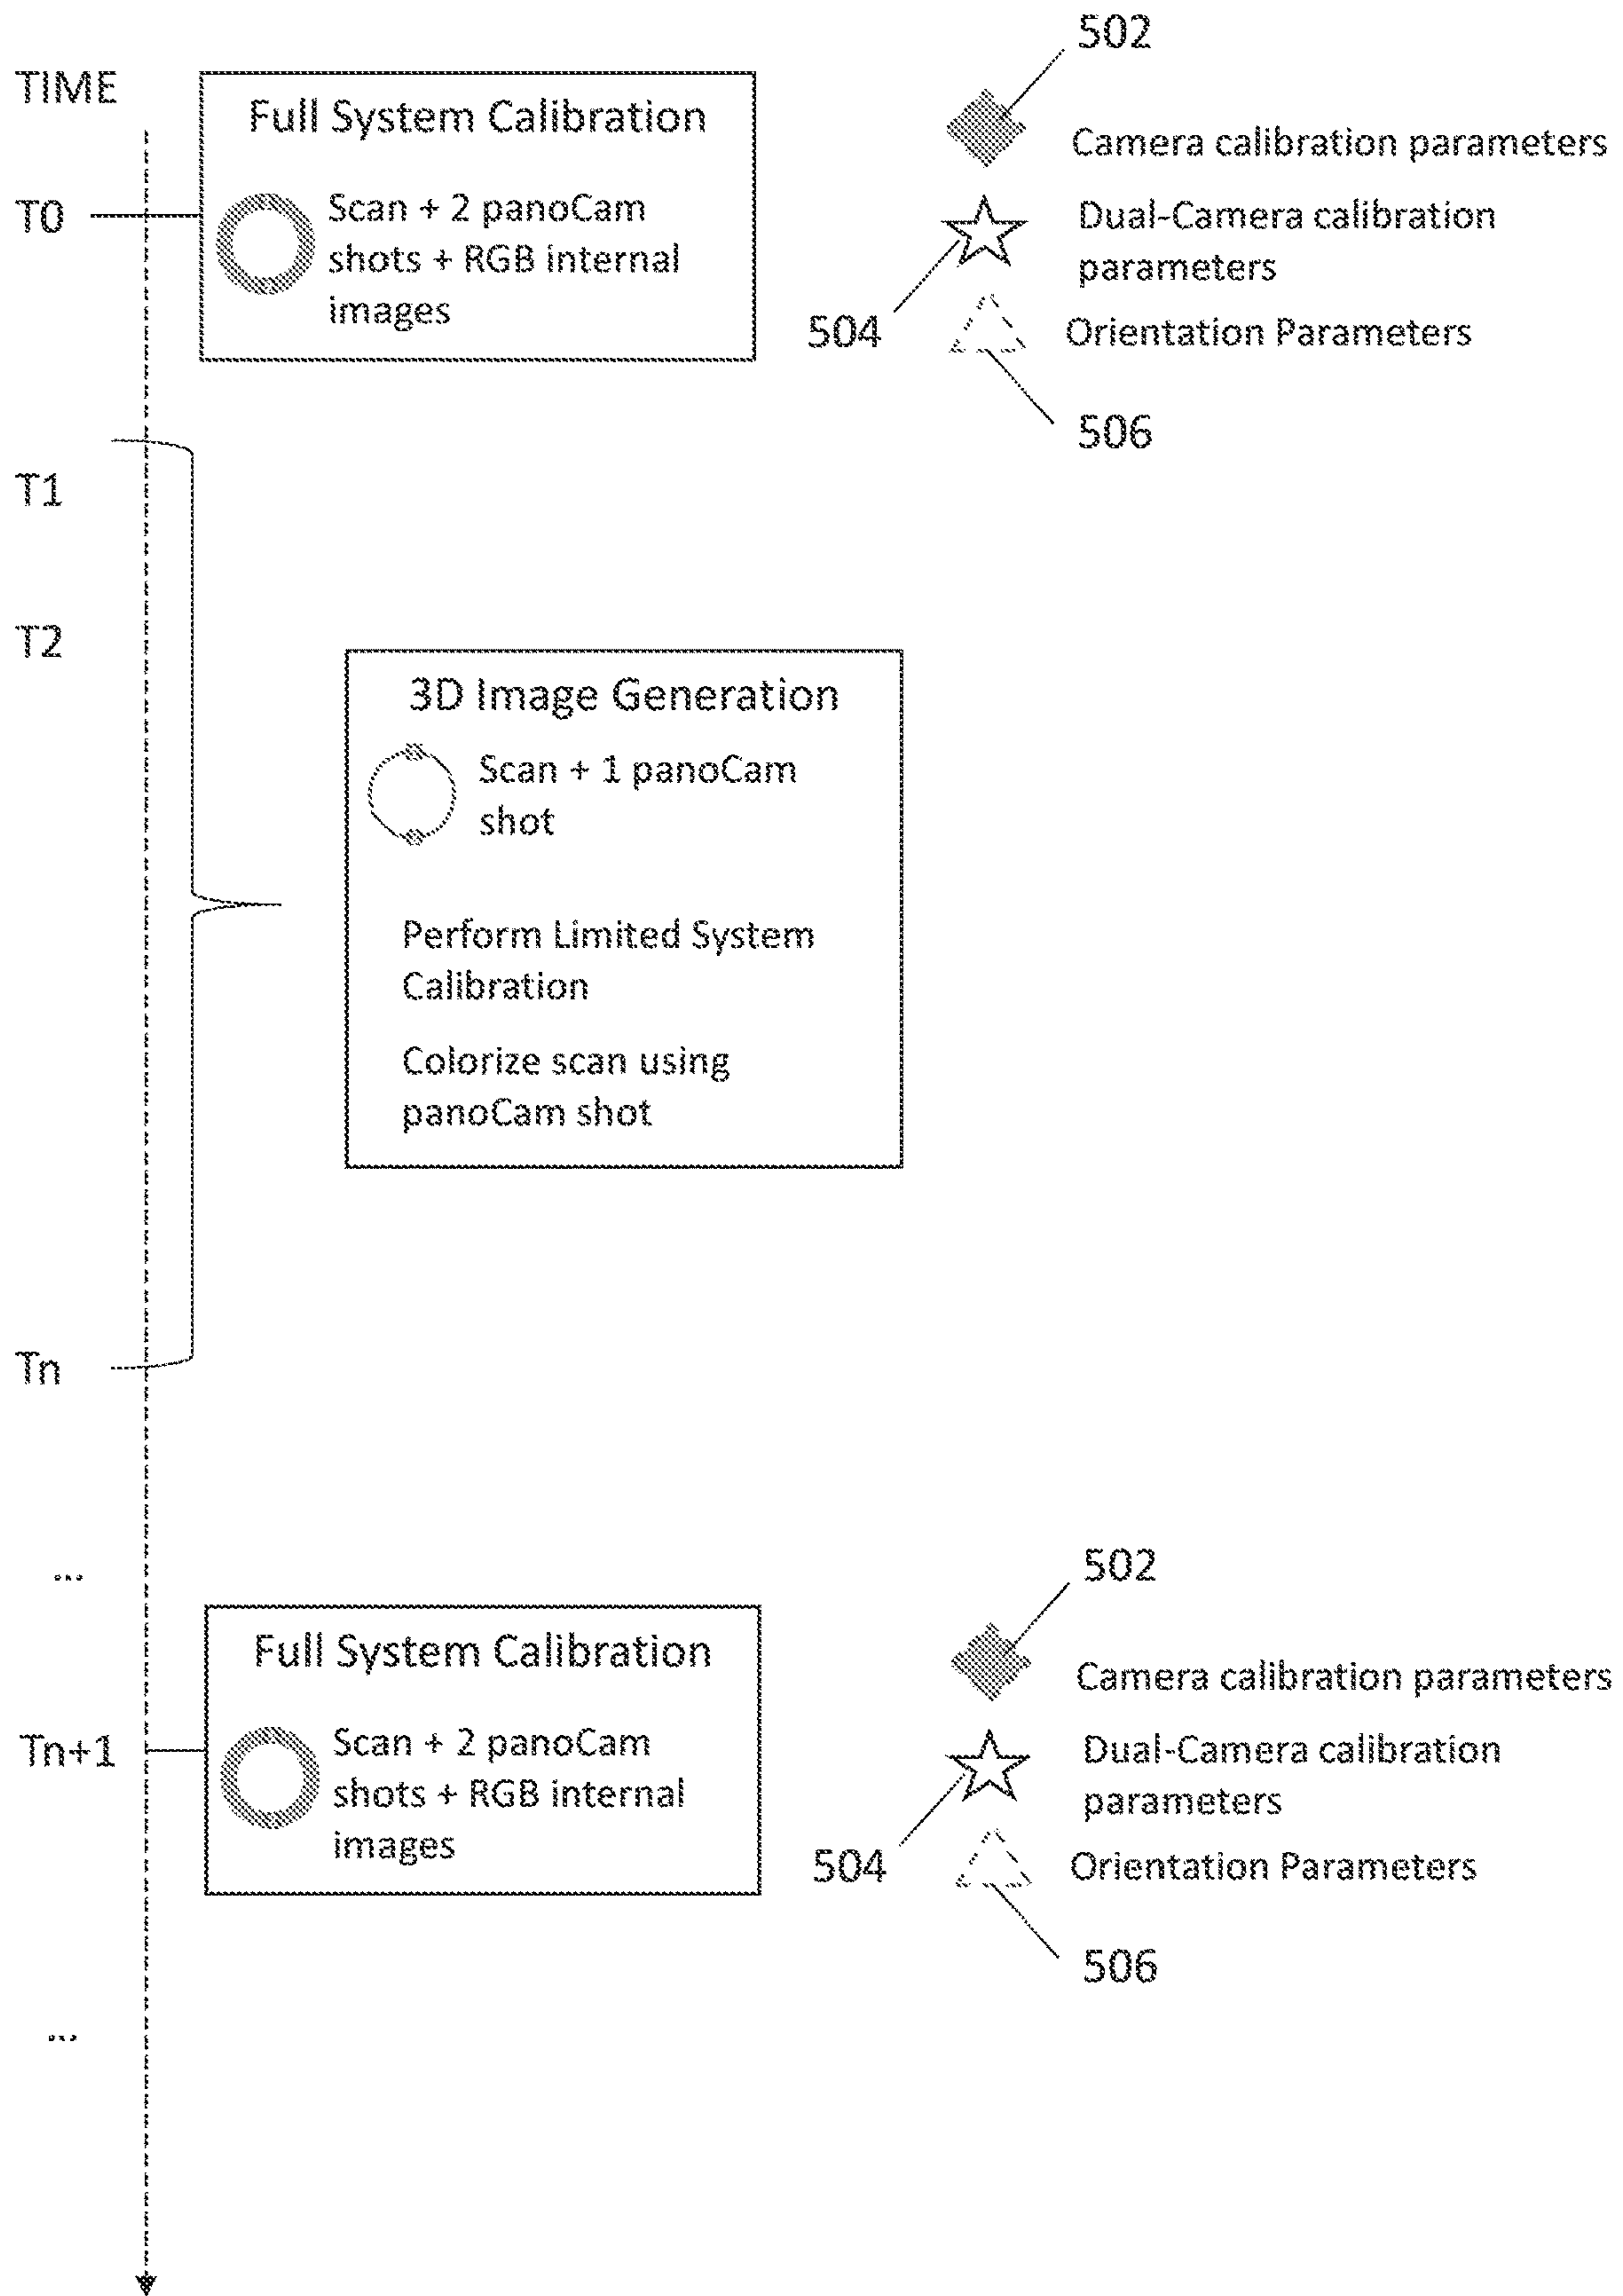 502
TIME
Full System Calibration
Camera calibration parameters
T0
Scan + 2 panoCam
shots + RGB internal
images
Dual-Camera calibration
parameters
504
Orientation Parameters
506
T1
T2
3D Image Generation
Scan + 1 panoCam
shot
Perform Limited System
Calibration
Colorize scan using
panoCam shot
Tn
...
502
Full System Calibration
Camera calibration parameters
Tn+1
Scan + 2 panoCam
shots + RGB internal
images
Dual-Camera calibration
parameters
504
Orientation Parameters
506
...